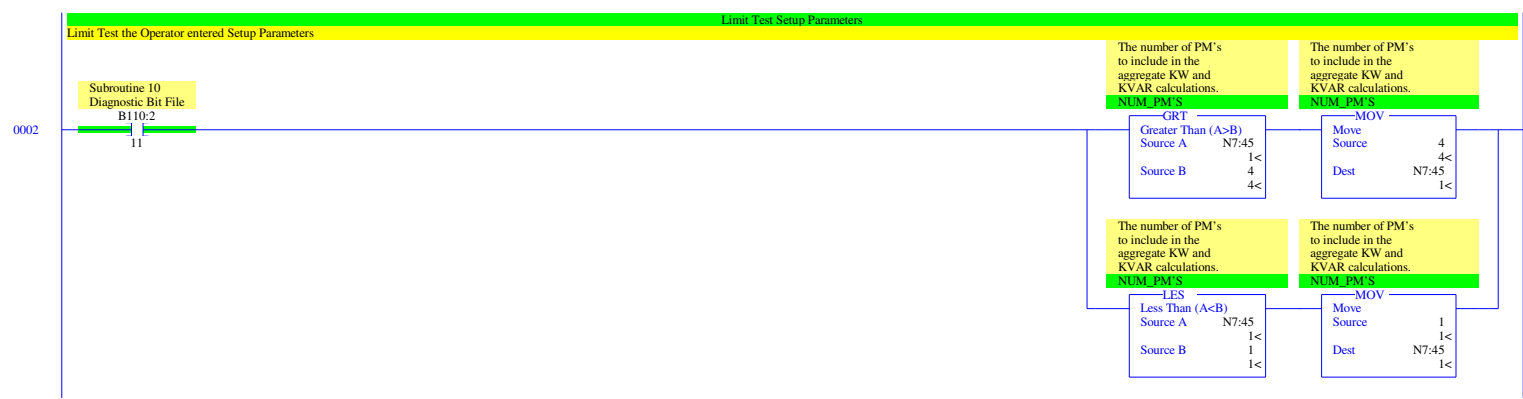 Limit Test Setup Parameters
Limit Test the Operator entered Setup Parameters
The number of PM's
to include in the
aggregate KW and
KVAR calculations.
NUM_PM'S
The number of PM's
to include in the
aggregate KW and
KVAR calculations.
NUM_PM'S
Subroutine 10
Diagnostic Bit File
B110:2
11
0002
GRT
Greater Than (A>B)
Source A N7:45
1<
Source B 4
4<
MOV
Move
Source 4
4<
Dest N7:45
1<
The number of PM's
to include in the
aggregate KW and
KVAR calculations.
NUM_PM'S
The number of PM's
to include in the
aggregate KW and
KVAR calculations.
NUM_PM'S
LES
Less Than (A<B)
Source A N7:45
1<
Source B 1
1<
MOV
Move
Source 1
1<
Dest N7:45
1<